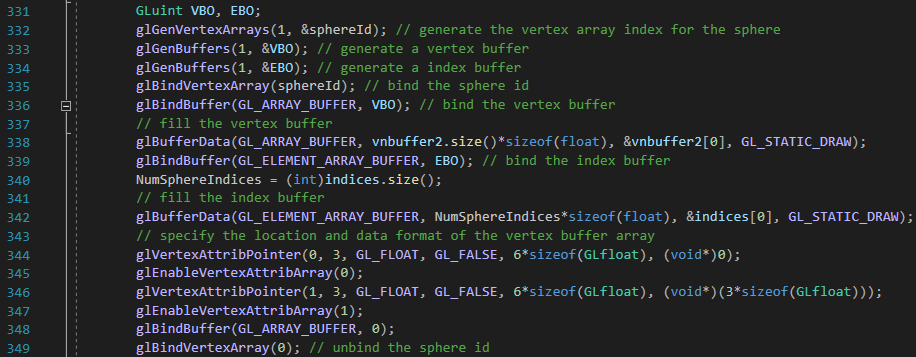 331 GLuint VBO, EBO;
332 glGenVertexArrays(1, &sphereId); // generate the vertex array index for the sphere
333 glGenBuffers(1, &VBO); // generate a vertex buffer
334 glGenBuffers(1, &EBO); // generate a index buffer
335 glBindVertexArray(sphereId); // bind the sphere id
336 glBindBuffer(GL_ARRAY_BUFFER, VBO); // bind the vertex buffer
337 // fill the vertex buffer
338 glBufferData(GL_ARRAY_BUFFER, vnbuffer2.size()*sizeof(float), &vnbuffer2[0], GL_STATIC_DRAW);
339 glBindBuffer(GL_ELEMENT_ARRAY_BUFFER, EBO); // bind the index buffer
340 NumSphereIndices = (int)indices.size();
341 // fill the index buffer
342 glBufferData(GL_ELEMENT_ARRAY_BUFFER, NumSphereIndices*sizeof(float), &indices[0], GL_STATIC_DRAW);
343 // specify the location and data format of the vertex buffer array
344 glVertexAttribPointer(0, 3, GL_FLOAT, GL_FALSE, 6*sizeof(GLfloat), (void*)0);
345 glEnableVertexAttribArray(0);
346 glVertexAttribPointer(1, 3, GL_FLOAT, GL_FALSE, 6*sizeof(GLfloat), (void*)(3*sizeof(GLfloat)));
347 glEnableVertexAttribArray(1);
348 glBindBuffer(GL_ARRAY_BUFFER, 0);
349 glBindVertexArray(0); // unbind the sphere id